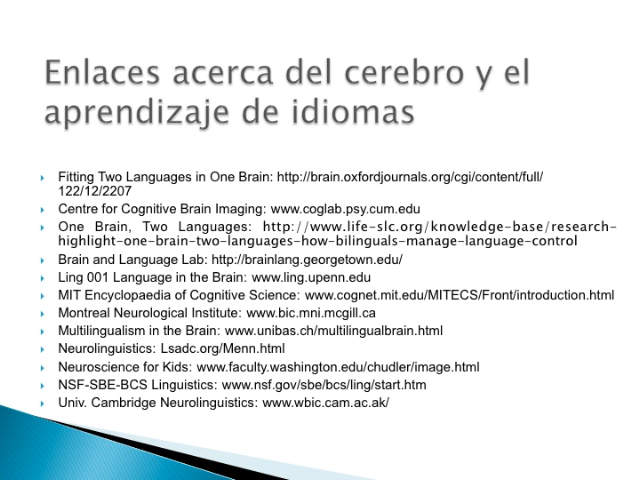 Enlaces acerca del cerebro y el
aprendizaje de idiomas
Fitting Two Languages in One Brain: http://brain.oxfordjournals.org/cgi/content/full/
122/12/2207
Centre for Cognitive Brain Imaging: www.coglab.psy.cum.edu
One Brain, Two Languages: http://www.life-slc.org/knowledge-base/research-
highlight-one-brain-two-languages-how-bilinguals-manage-language-control
Brain and Language Lab: http://brainlang.georgetown.edu/
Ling 001 Language in the Brain: www.ling.upenn.edu
MIT Encyclopaedia of Cognitive Science: www.cognet.mit.edu/MITECS/Front/introduction.html
Montreal Neurological Institute: www.bic.mni.mcgill.ca
Multilingualism in the Brain: www.unibas.ch/multilingualbrain.html
Neurolinguistics: Lsadc.org/Menn.html
Neuroscience for Kids: www.faculty.washington.edu/chudler/image.html
NSF-SBE-BCS Linguistics: www.nsf.gov/sbe/bcs/ling/start.htm
Univ. Cambridge Neurolinguistics: www.wbic.cam.ac.ak/